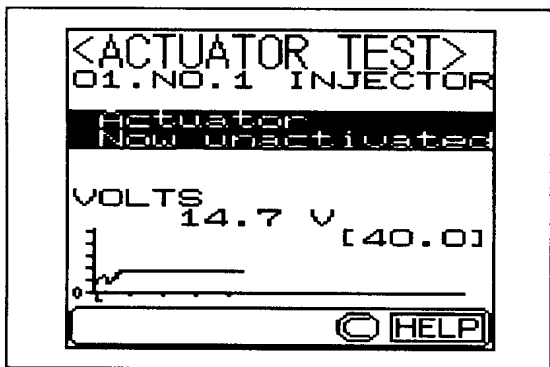 <ACTUATOR TEST>
01.NO.1 INJECTOR
Actuator
Now unactivated
VOLTS
14.7 V
[40.0]
0
C HELP